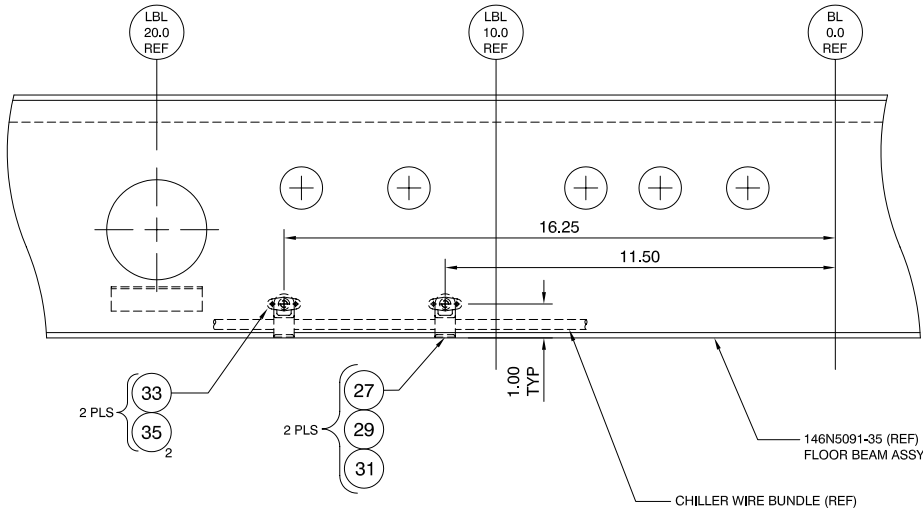 LBL
20.0
REF
LBL
10.0
REF
BL
0.0
REF
16.25
11.50
1.00
TYP
2 PLS
33
35
2
2 PLS
27
29
31
146N5091-35 (REF)
FLOOR BEAM ASSY
CHILLER WIRE BUNDLE (REF)